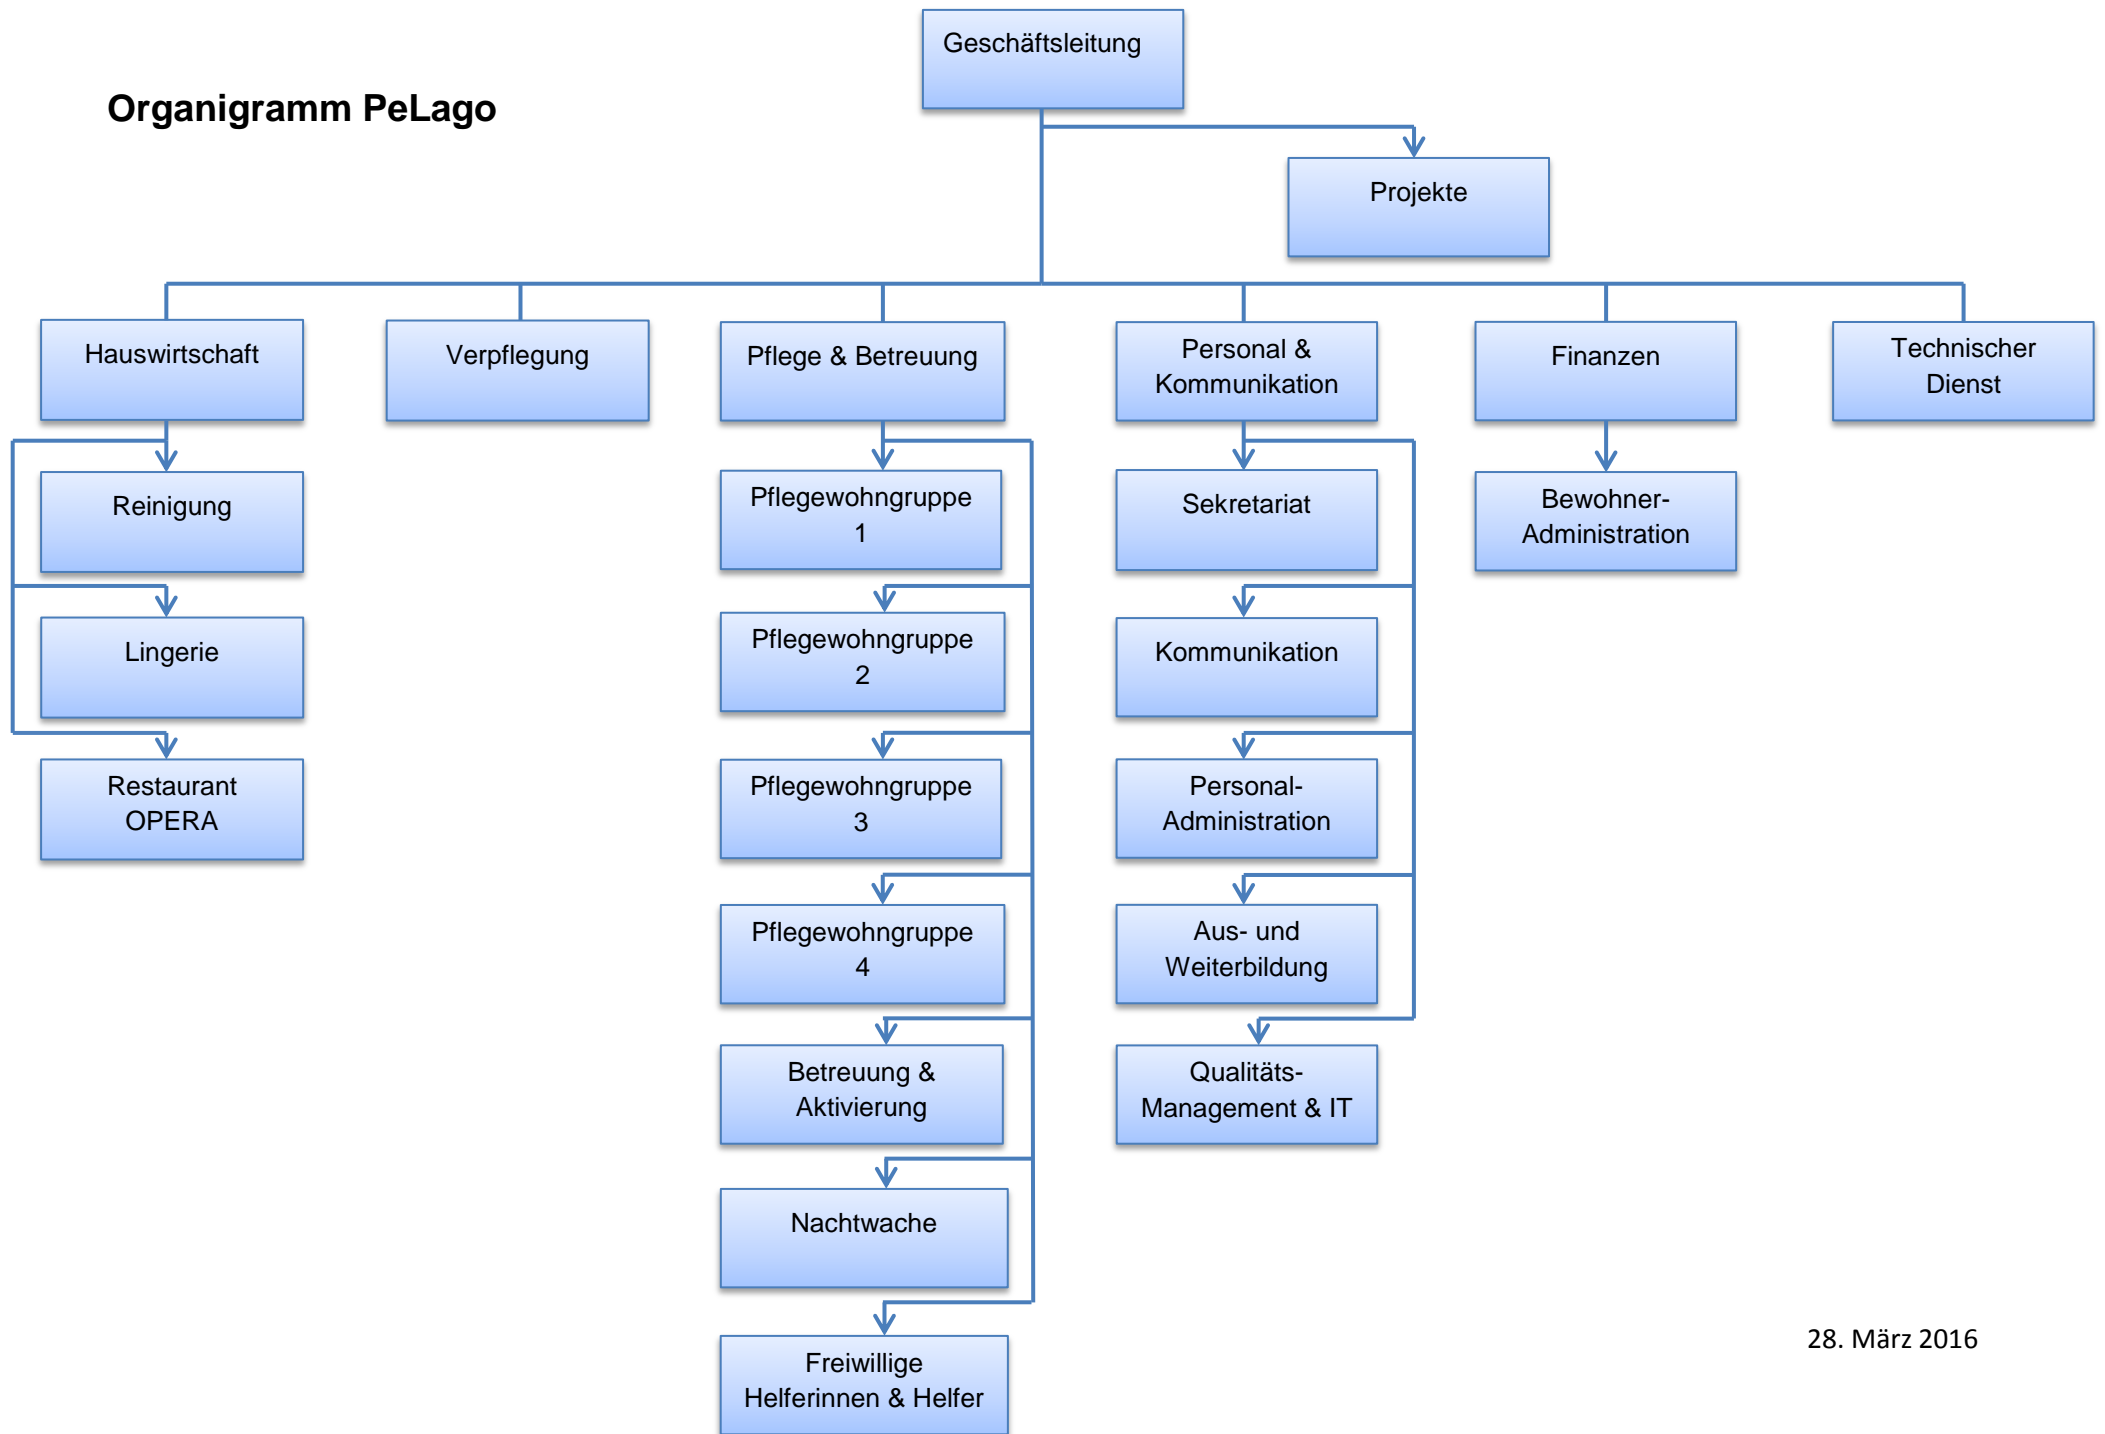 Geschäftsleitung
Organigramm PeLago
Projekte
Hauswirtschaft
Verpflegung
Pflege & Betreuung
Personal &
Kommunikation
Finanzen
Technischer
Dienst
Reinigung
Lingerie
Restaurant
OPERA
Pflegewohngruppe
1
Pflegewohngruppe
2
Pflegewohngruppe
3
Pflegewohngruppe
4
Betreuung &
Aktivierung
Nachtwache
Freiwillige
Helferinnen & Helfer
Sekretariat
Kommunikation
Personal-
Administration
Aus- und
Weiterbildung
Qualitäts-
Management & IT
Bewohner-
Administration
28. März 2016